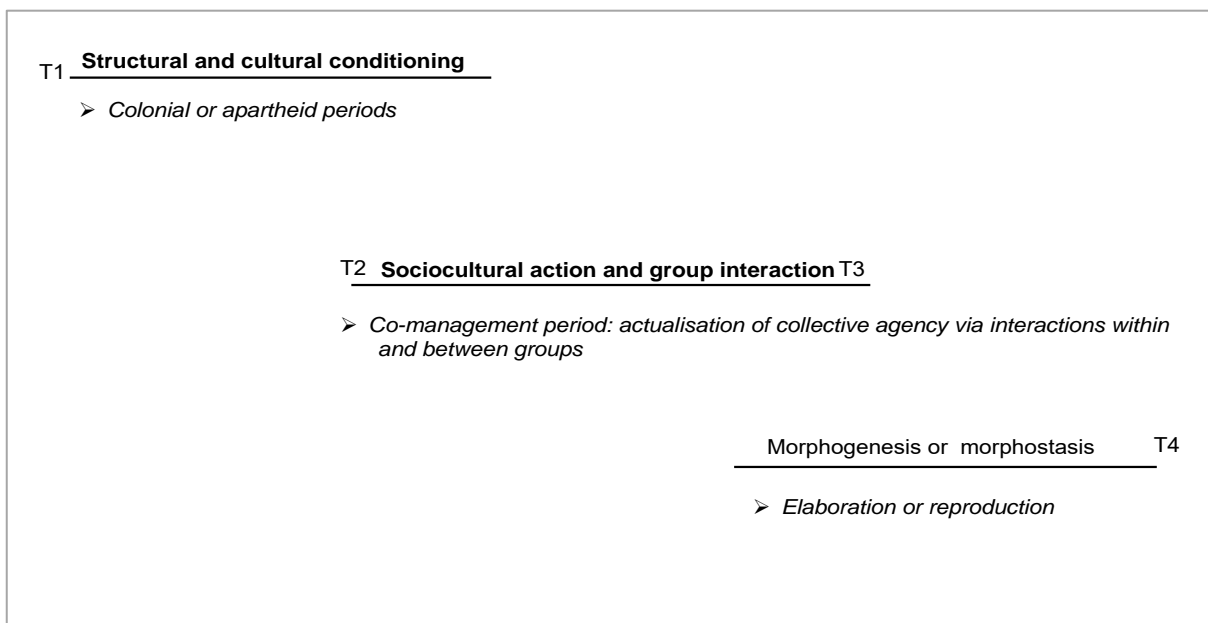 T1 Structural and cultural conditioning
➢ Colonial or apartheid periods
T2 Sociocultural action and group interaction T3
➢ Co-management period: actualisation of collective agency via interactions within
and between groups
Morphogenesis or morphostasis T4
➢ Elaboration or reproduction